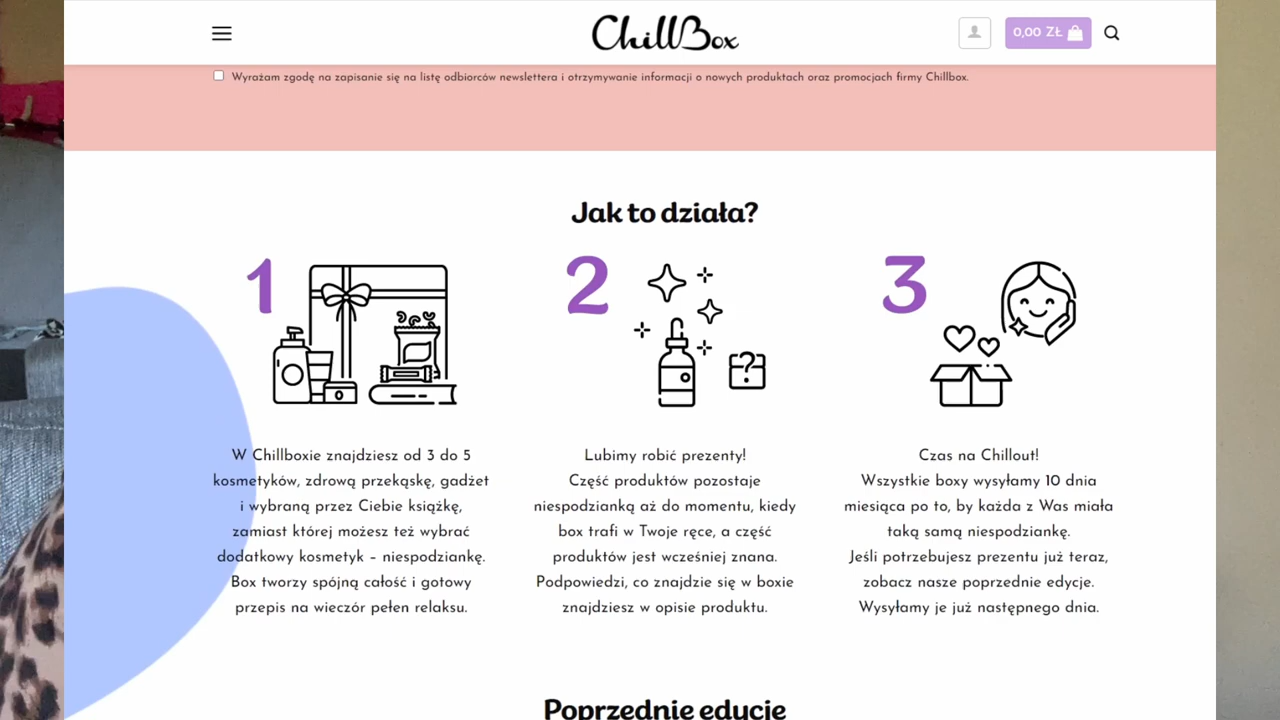 ChillBox
0,00 ZŁ
Wyrażam zgodę na zapisanie się na listę odbiorców newslettera i otrzymywanie informacji o nowych produktach oraz promocjach firmy Chillbox.
Jak to działa?
1
2
3
W Chillboxie znajdziesz od 3 do 5
kosmetyków, zdrową przekąskę, gadżet
i wybraną przez Ciebie książkę,
zamiast której możesz też wybrać
dodatkowy kosmetyk – niespodziankę.
Box tworzy spójną całość i gotowy
przepis na wieczór pełen relaksu.
Lubimy robić prezenty!
Część produktów pozostaje
niespodzianką aż do momentu, kiedy
box trafi w Twoje ręce, a część
produktów jest wcześniej znana.
Podpowiedzi, co znajdzie się w boxie
znajdziesz w opisie produktu.
Czas na Chillout!
Wszystkie boxy wysyłamy 10 dnia
miesiąca po to, by każda z Was miała
taką samą niespodziankę.
Jeśli potrzebujesz prezentu już teraz,
zobacz nasze poprzednie edycje.
Wysyłamy je już następnego dnia.
Poprzednie edycje